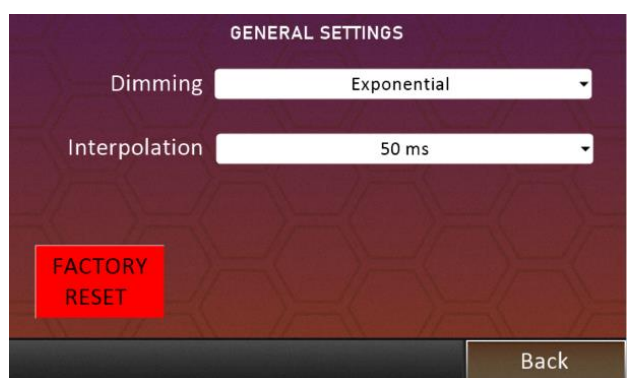 GENERAL SETTINGS
Dimming Exponential
Interpolation 50 ms
FACTORY
RESET
Back